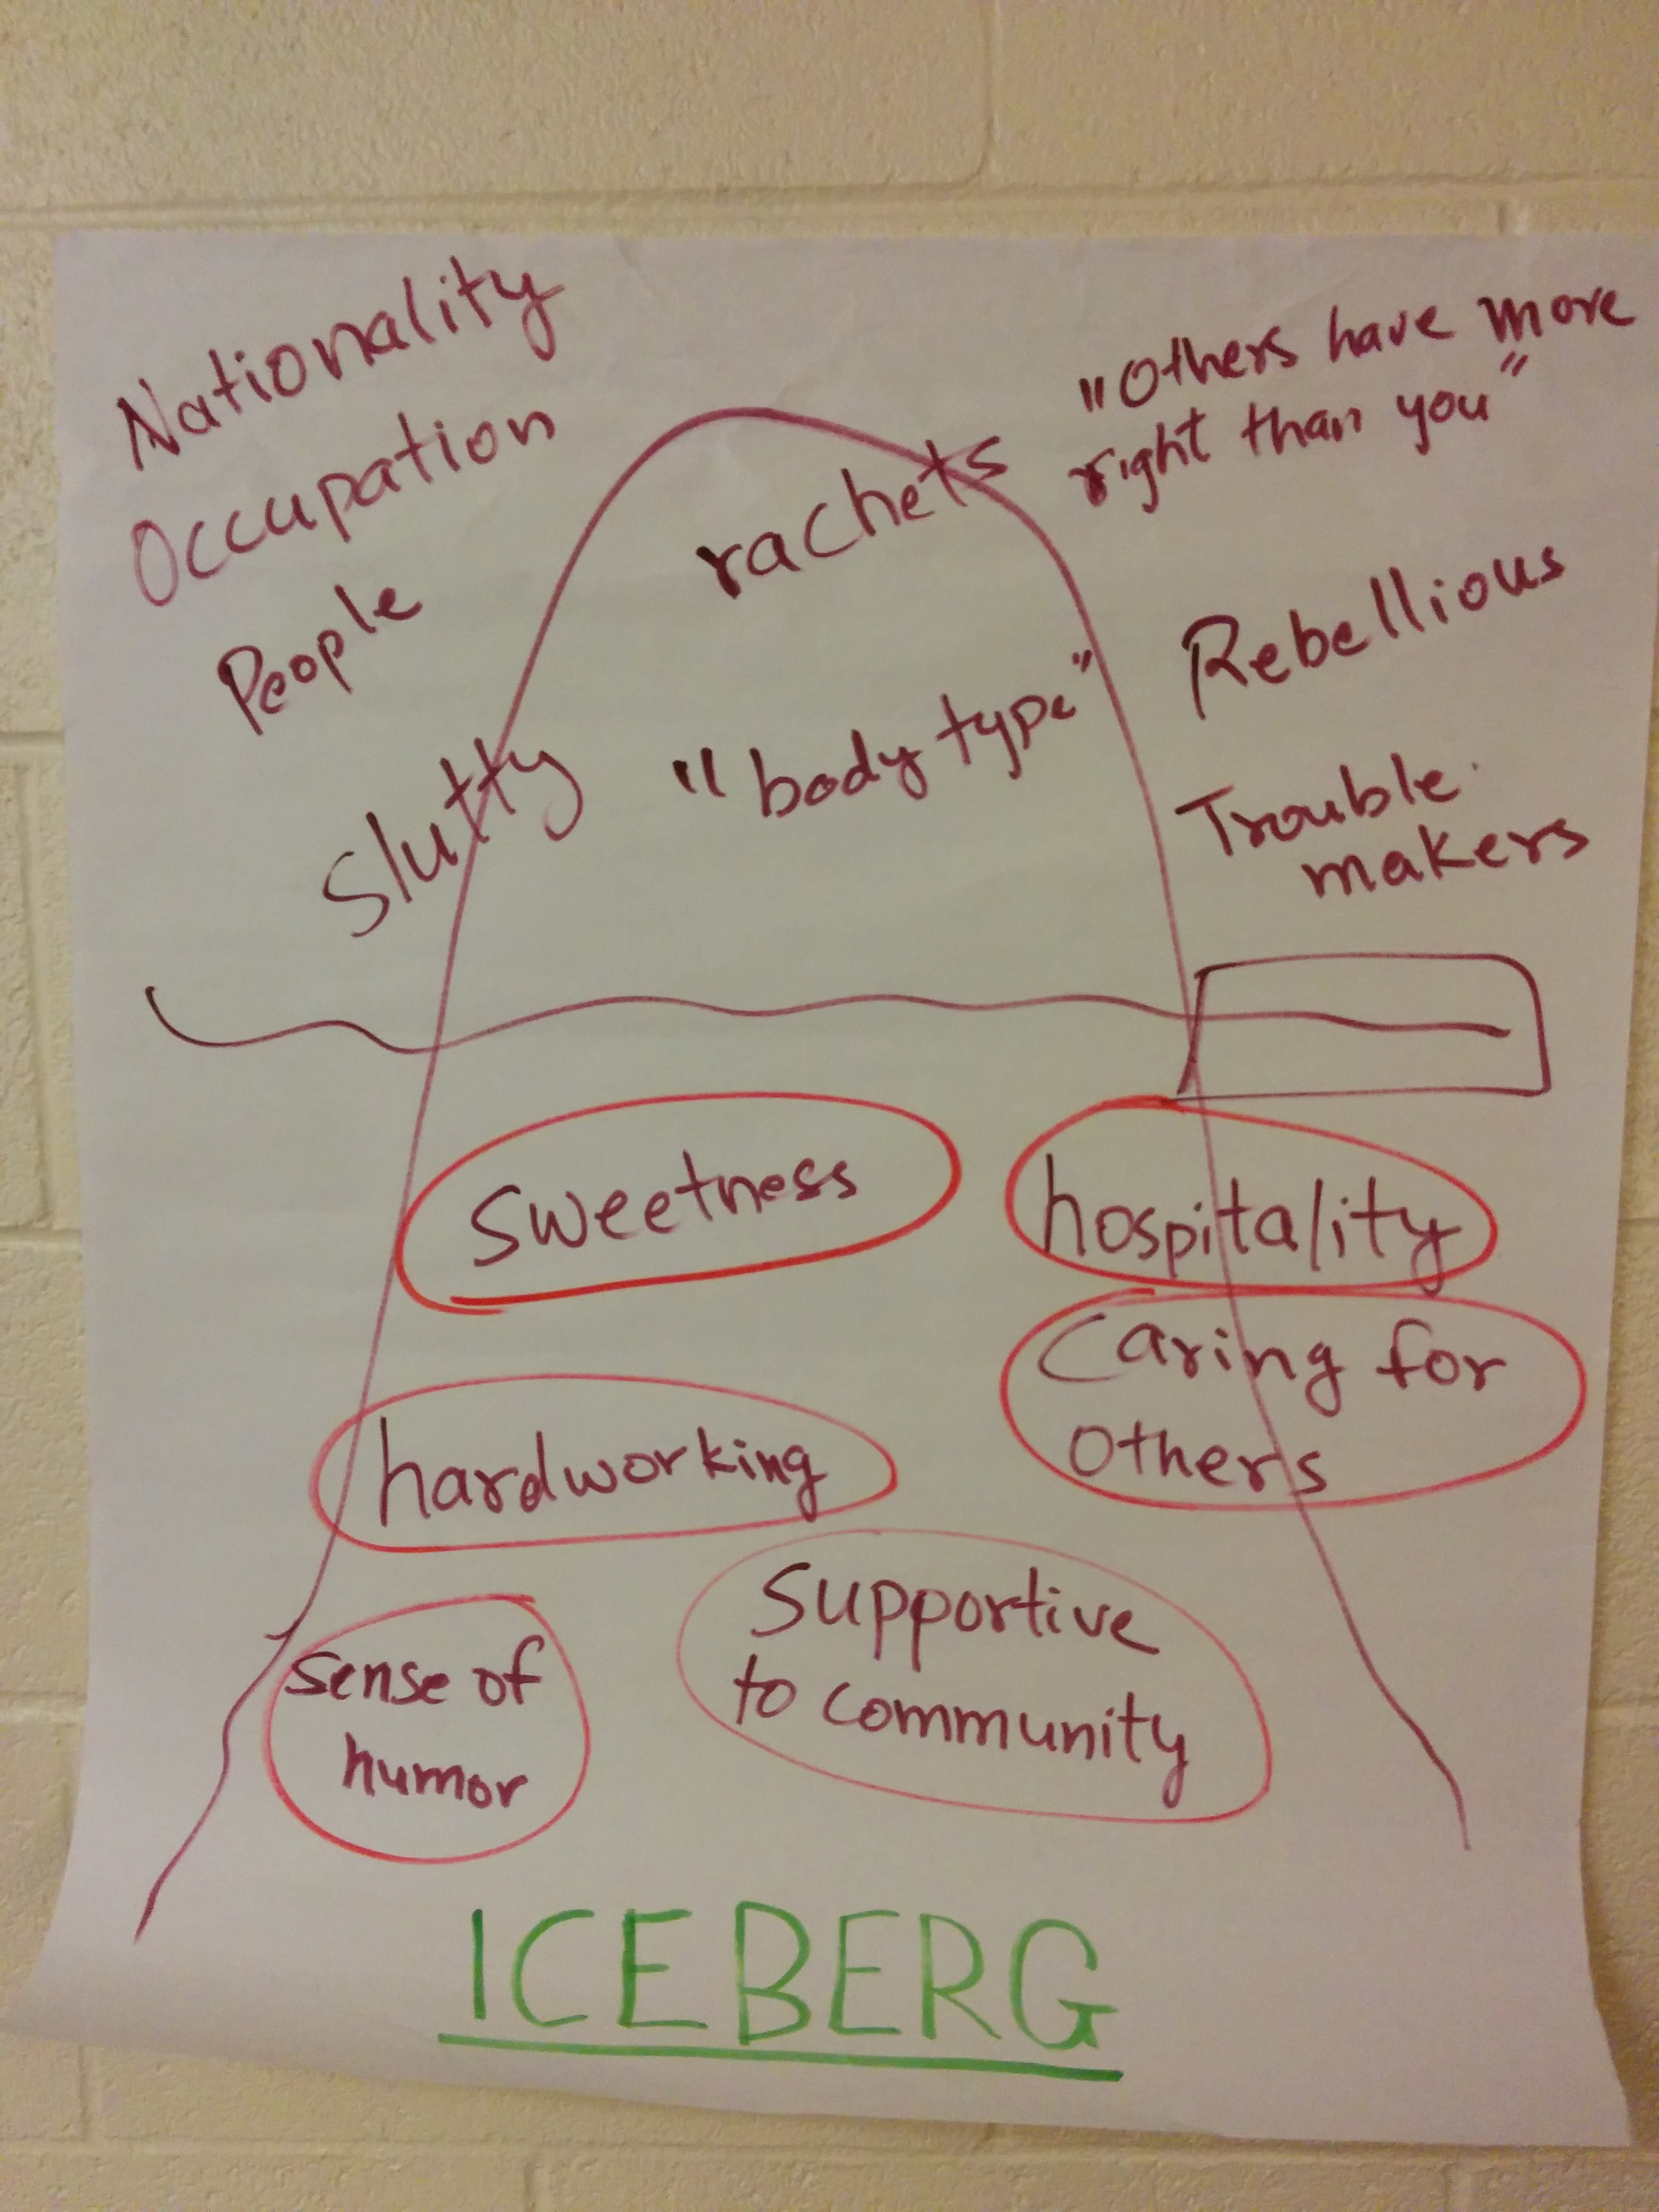 Nationality
Occupation
People
Slutty
rachets
"body type"
"Others have more
right than you"
Rebellious
Trouble
makers
Sweetness
hospitality
Caring for
Others
hardworking
Supportive
to community
Sense of
humor
ICEBERG